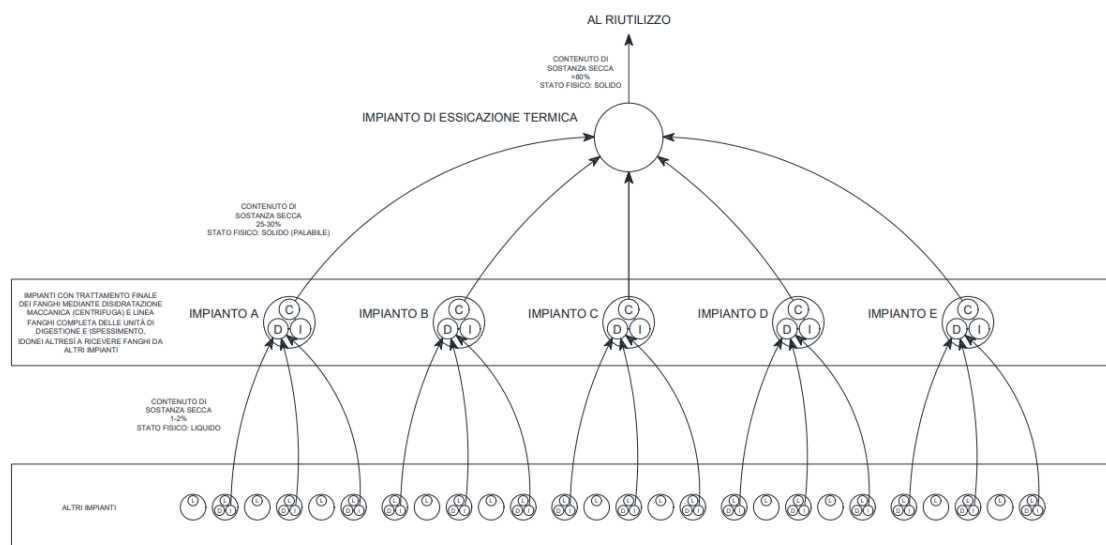 AL RIUTILIZZO
CONTENUTO DI
SOSTANZA SECCA
>80%
STATO FISICO: SOLIDO
IMPIANTO DI ESSICAZIONE TERMICA
CONTENUTO DI
SOSTANZA SECCA
25-30%
STATO FISICO: SOLIDO (PALABILE)
IMPIANTI CON TRATTAMENTO FINALE
DEI FANGHI MEDIANTE DISIDRATAZIONE
MACCANICA (CENTRIFUGA) E LINEA
FANGHI COMPLETA DELLE UNITÀ DI
DIGESTIONE E ISPESSIMENTO,
IDONEI ALTRESÍ A RICEVERE FANGHI DA
ALTRI IMPIANTI
IMPIANTO A
C
D I
IMPIANTO B
C
D I
IMPIANTO C
C
D I
IMPIANTO D
C
D I
IMPIANTO E
C
D I
CONTENUTO DI
SOSTANZA SECCA
1-2%
STATO FISICO: LIQUIDO
ALTRI IMPIANTI
L L L L L L L L L L L L L L L L L L L L L L L L L L
D I D I D I D I D I D I D I D I D I D I D I D I D I D I D I